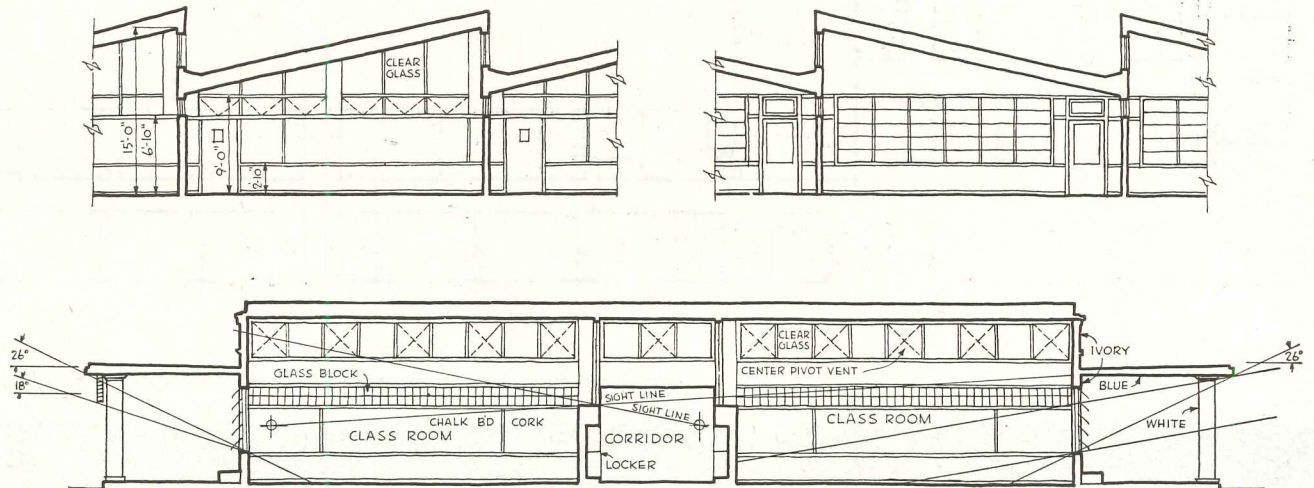 CLEAR
GLASS
15'-0"
6'-10"
9'-0"
2'-10"
26°
18°
GLASS BLOCK
CHALK B'D
CORK
CLASS ROOM
SIGHT LINE
SIGHT LINE
CORRIDOR
LOCKER
CLEAR
GLASS
CENTER PIVOT VENT
CLASS ROOM
IVORY
BLUE
WHITE
26°